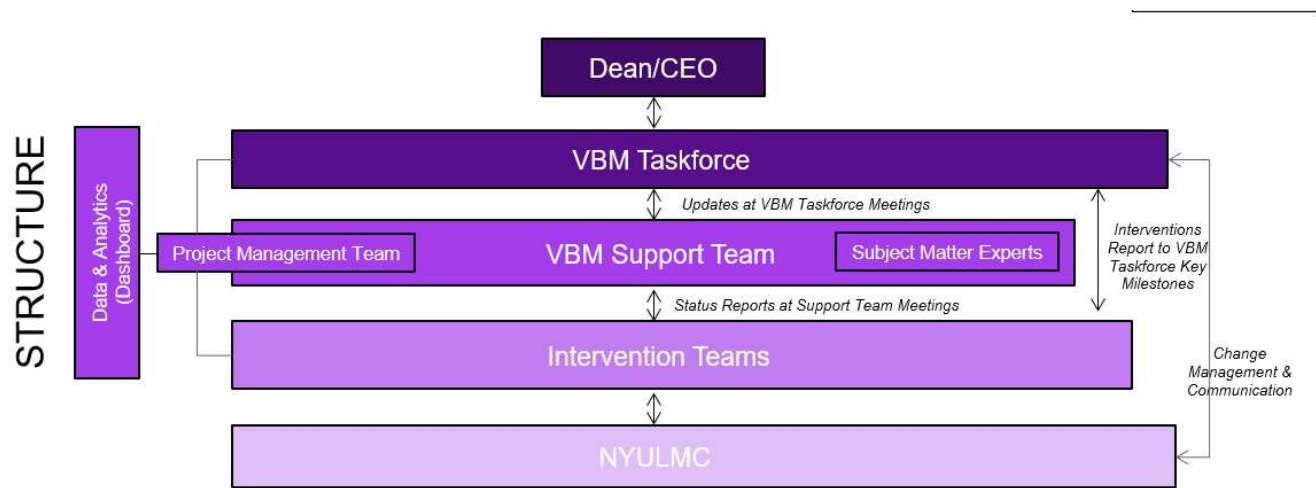 STRUCTURE
Data & Analytics
(Dashboard)
Dean/CEO
VBM Taskforce
Updates at VBM Taskforce Meetings
Project Management Team
VBM Support Team
Subject Matter Experts
Interventions
Report to VBM
Taskforce Key
Milestones
Status Reports at Support Team Meetings
Intervention Teams
Change
Management &
Communication
NYULMC